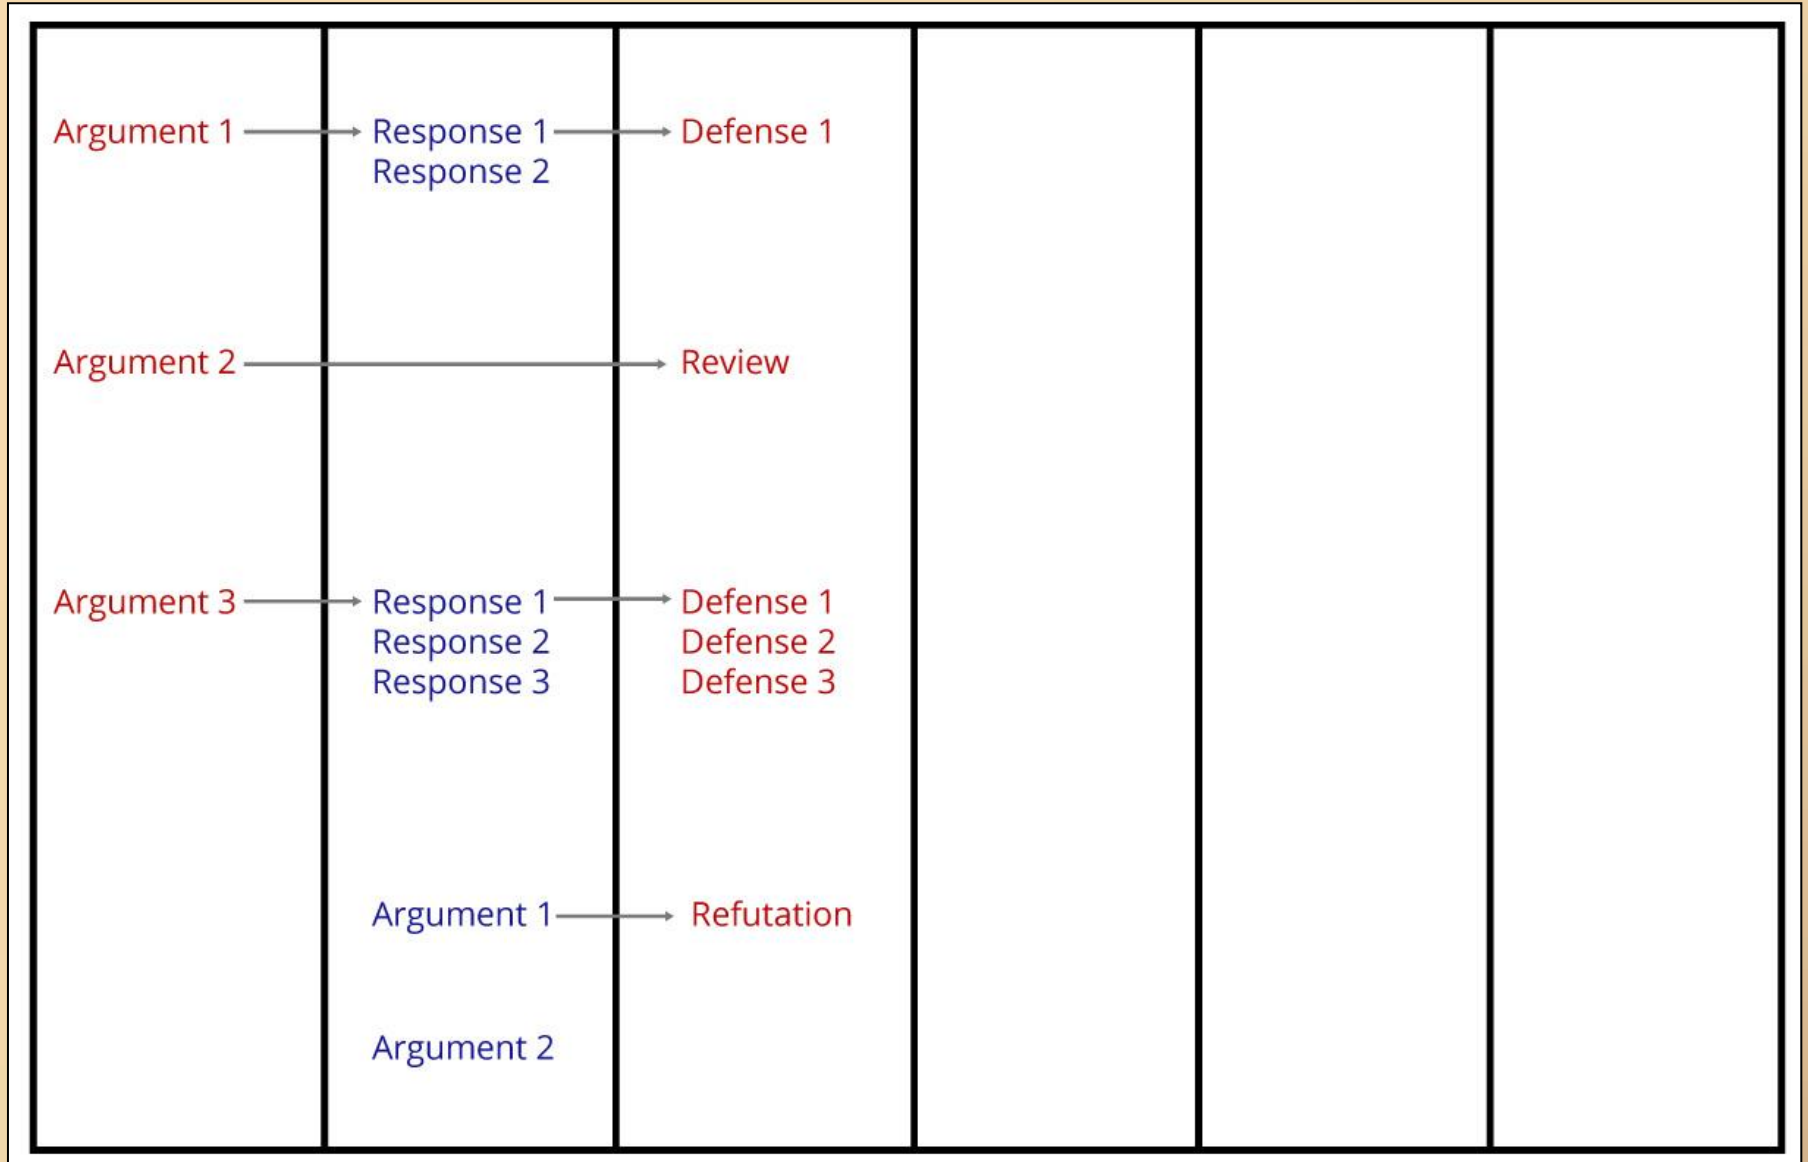 Argument 1 Response 1 Defense 1
Response 2
Argument 2 Review
Argument 3 Response 1 Defense 1
Response 2 Defense 2
Response 3 Defense 3
Argument 1 Refutation
Argument 2